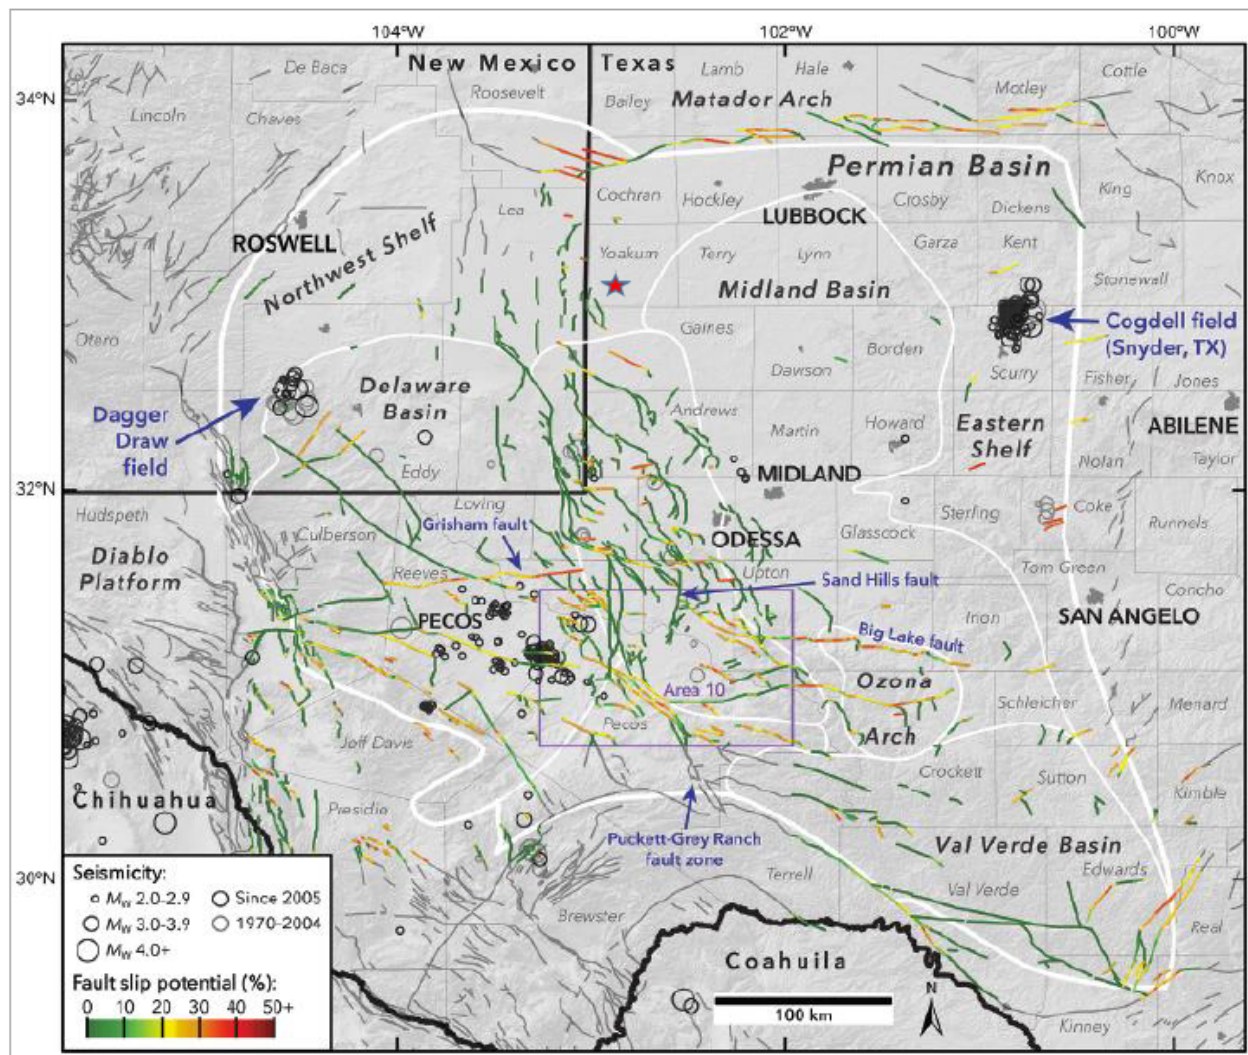 104°W
102°W
100°W
34°N
32°N
30°N
New Mexico
Texas
De Baca
Roosevelt
Lamb
Hale
Cottle
Bailey
Matador Arch
Motley
Lincoln
Chaves
Permian Basin
Cochran
Hockley
LUBBOCK
Crosby
Dickens
King
Knox
Lea
ROSWELL
Northwest Shelf
Yoakum
Terry
Lynn
Garza
Kent
Midland Basin
Stonewall
Otero
Gaines
Borden
Cogdell field
(Snyder, TX)
Delaware
Basin
Dawson
Scurry
Fisher
Jones
Dagger
Draw
field
Andrews
Martin
Howard
Eastern
Shelf
ABILENE
Eddy
MIDLAND
Nolan
Taylor
Hudspeth
Loving
Grisham fault
Culberson
ODESSA
Glasscock
Sterling
Coke
Runnels
Diablo
Platform
Reeves
Upton
Sand Hills fault
Tom Green
Concho
PECOS
Irion
SAN ANGELO
Big Lake fault
Area 10
Ozona
Arch
Schleicher
Menard
Jeff Davis
Pecos
Crockett
Sutton
Kimble
Chihuahua
Presidio
Puckett-Grey Ranch
fault zone
Val Verde Basin
Terrell
Val Verde
Edwards
Brewster
Real
Coahuila
N
100 km
Kinney
Seismicity:
Mw 2.0-2.9
Since 2005
Mw 3.0-3.9
1970-2004
Mw 4.0+
Fault slip potential (%):
0 10 20 30 40 50+